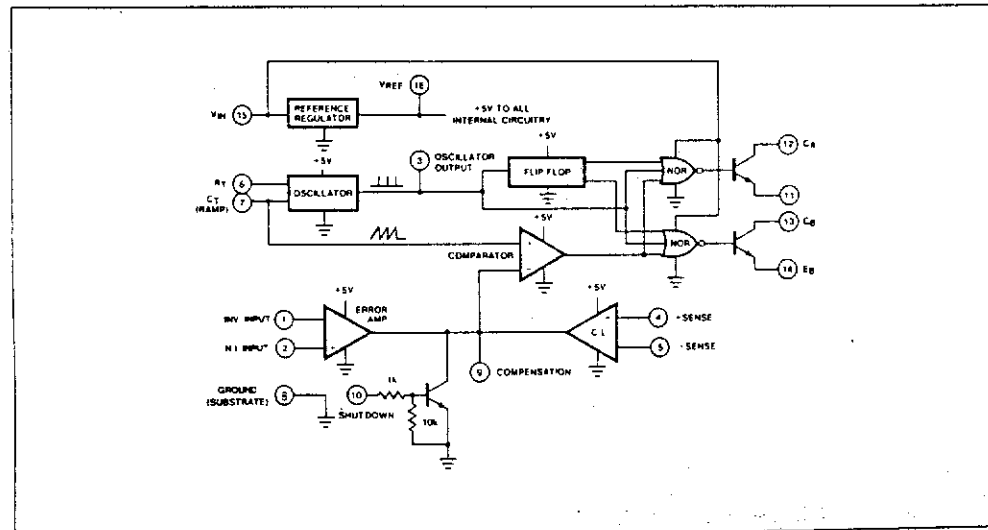 VREF 16
VIN 15
REFERENCE
REGULATOR
+5V TO ALL
INTERNAL CIRCUITRY
+5V
RT 6
CT 7
(RAMP)
OSCILLATOR
3 OSCILLATOR
OUTPUT
+5V
FLIP FLOP
NOR
12 CA
11
+5V
COMPARATOR
+
-
NOR
13 CB
14 EB
+5V
ERROR
AMP
INV INPUT 1
N I INPUT 2
+
+5V
C L
-
4 -SENSE
5 -SENSE
9 COMPENSATION
GROUND
(SUBSTRATE) 8
10
SHUTDOWN
1k
10k